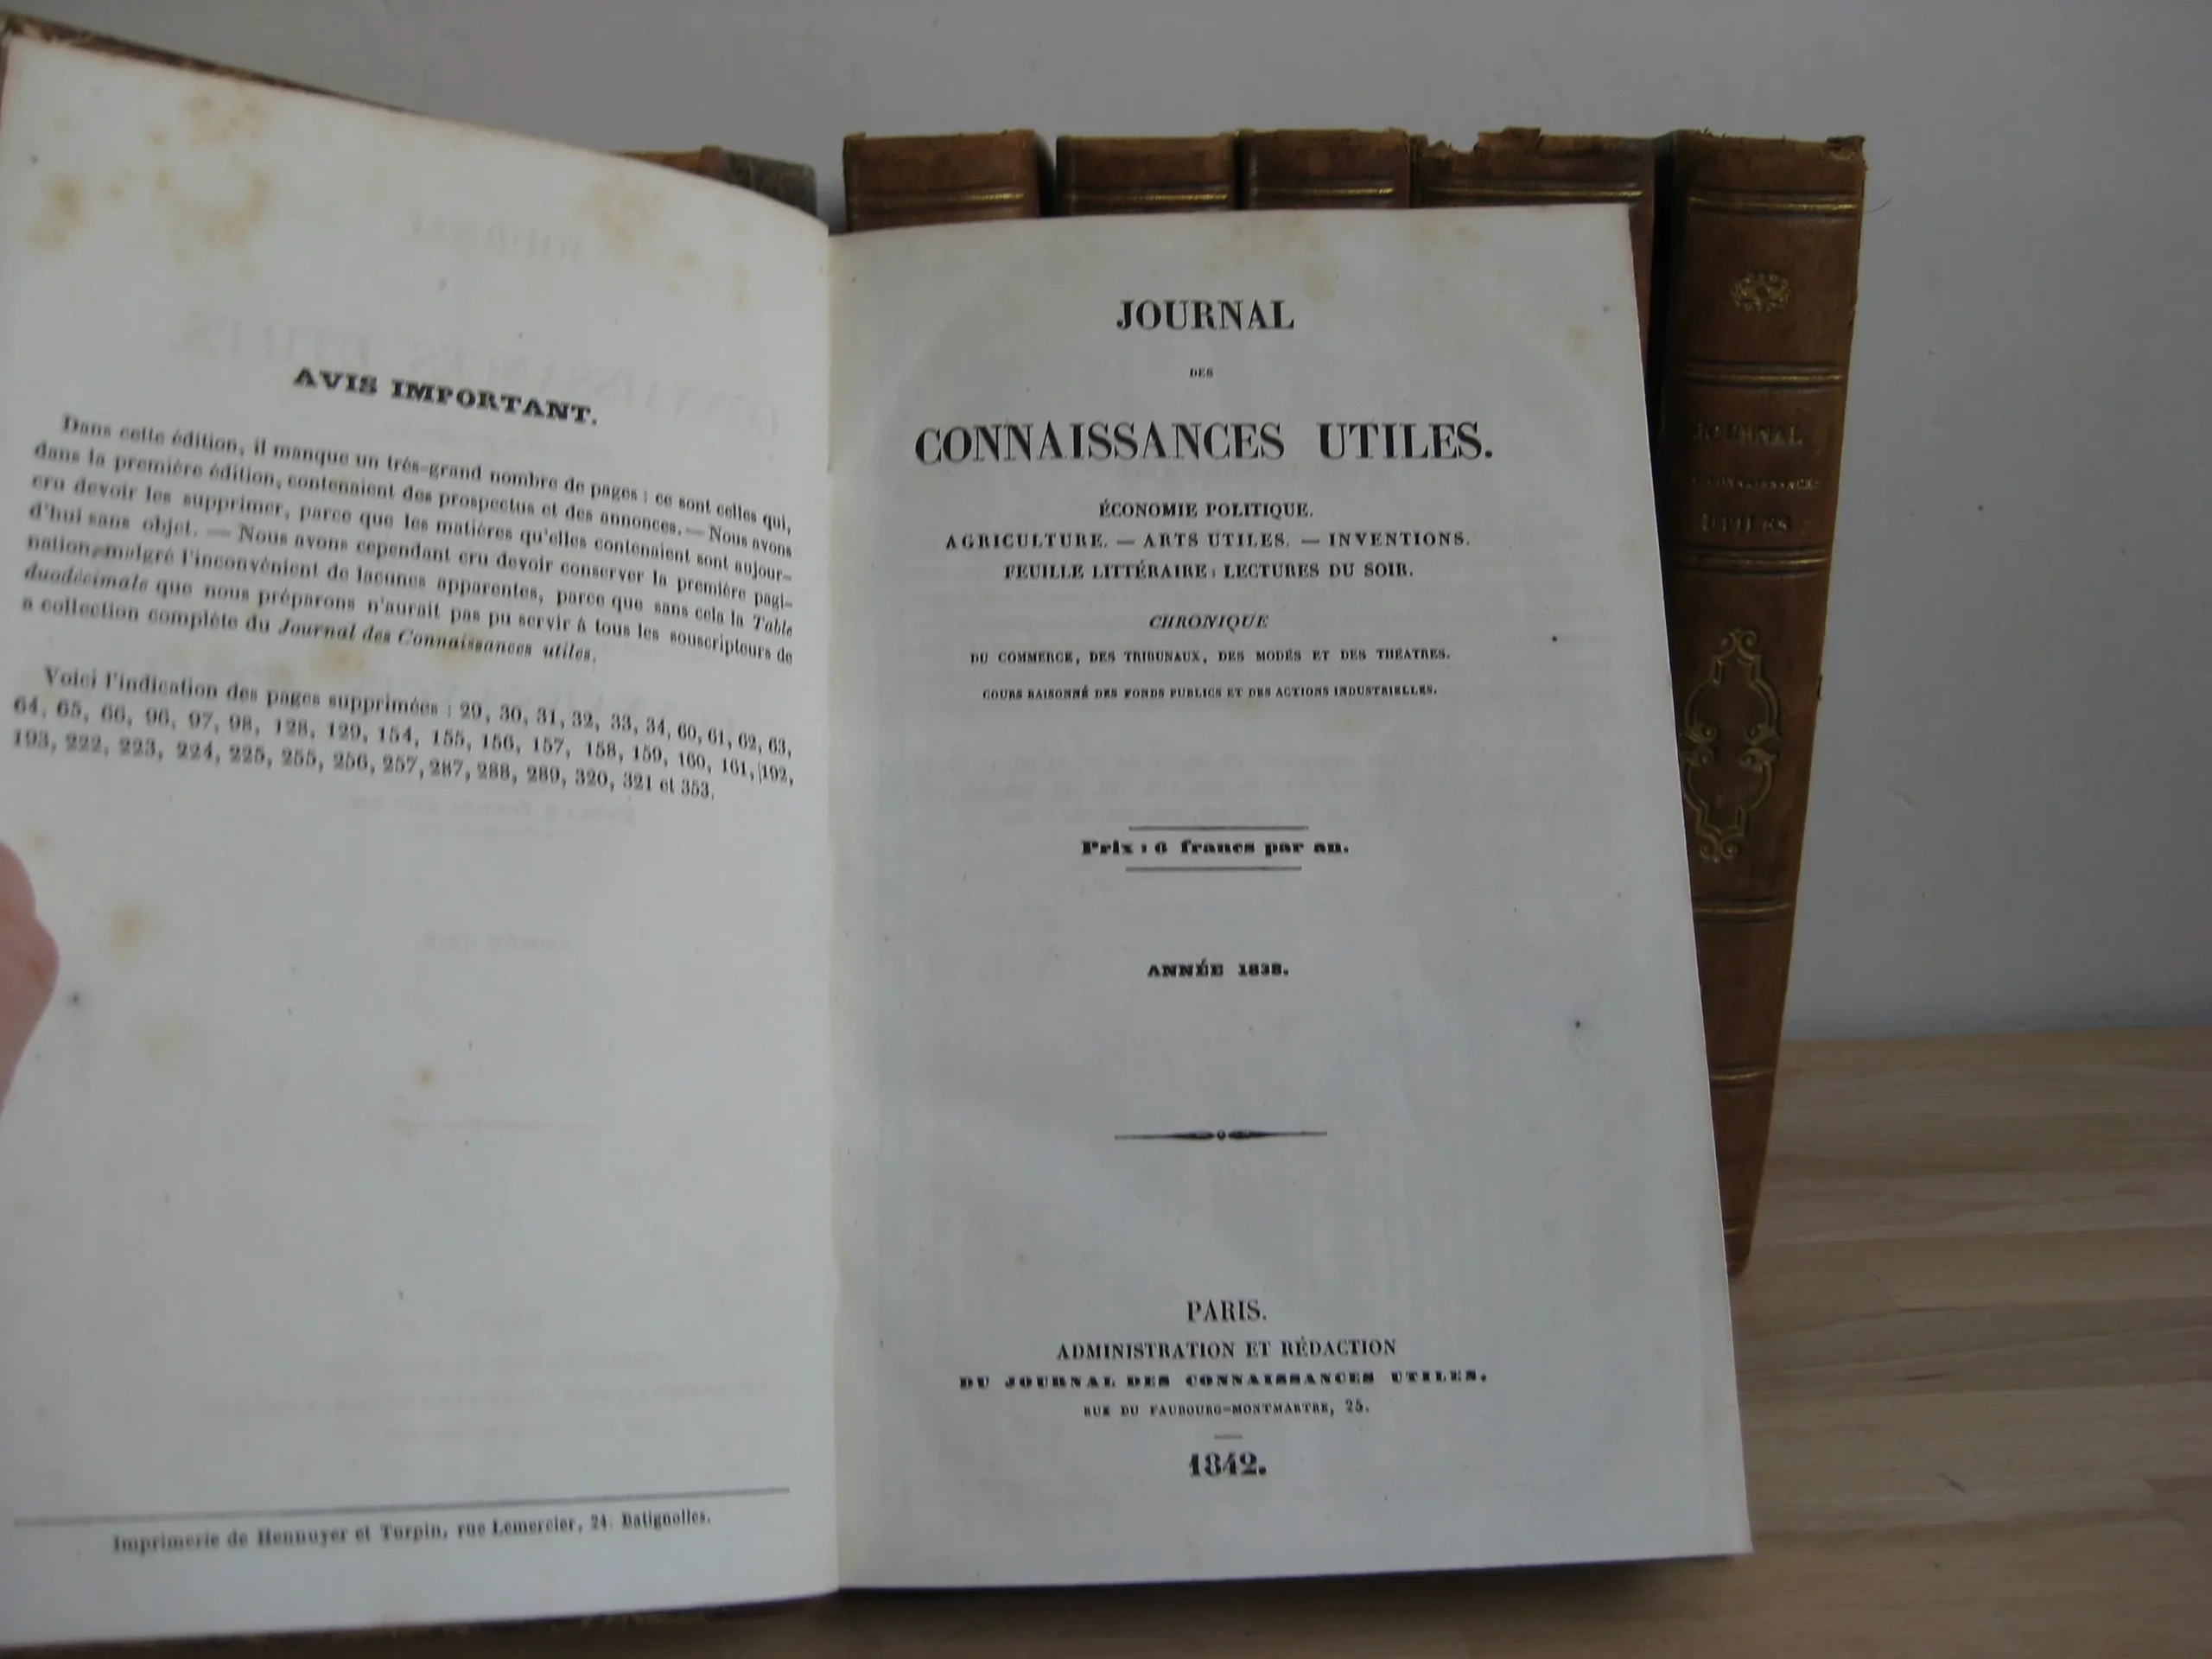 AVIS IMPORTANT.
Dans cette édition, il manque un très-grand nombre de pages ; ce sont celles qui,
dans la première édition, contenaient des prospectus et des annonces. — Nous avons
cru devoir les supprimer, parce que les matières qu'elles contenaient sont aujour-
d'hui sans objet. — Nous avons cependant cru devoir conserver la première pagi-
nation, malgré l'inconvénient de lacunes apparentes, parce que sans cela la Table
duodécimale que nous préparons n'aurait pas pu servir à tous les souscripteurs de
a collection complète du Journal des Connaissances utiles.
Voici l'indication des pages supprimées : 29, 30, 31, 32, 33, 34, 60, 61, 62, 63,
64, 65, 66, 96, 97, 98, 128, 129, 154, 155, 156, 157, 158, 159, 160, 161, 192,
193, 222, 223, 224, 225, 255, 256, 257, 287, 288, 289, 320, 321 et 353.
Imprimerie de Hennuyer et Turpin, rue Lemercier, 24. Batignolles.
JOURNAL
DES
CONNAISSANCES UTILES.
ÉCONOMIE POLITIQUE.
AGRICULTURE. — ARTS UTILES. — INVENTIONS.
FEUILLE LITTÉRAIRE : LECTURES DU SOIR.
CHRONIQUE
DU COMMERCE, DES TRIBUNAUX, DES MODES ET DES THÉATRES.
COURS RAISONNÉ DES FONDS PUBLICS ET DES ACTIONS INDUSTRIELLES.
Prix : 6 francs par an.
ANNÉE 1838.
PARIS.
ADMINISTRATION ET RÉDACTION
DU JOURNAL DES CONNAISSANCES UTILES.
RUE DU FAUBOURG-MONTMARTRE, 25.
1842.
JOURNAL
CONNAISSANCES
UTILES